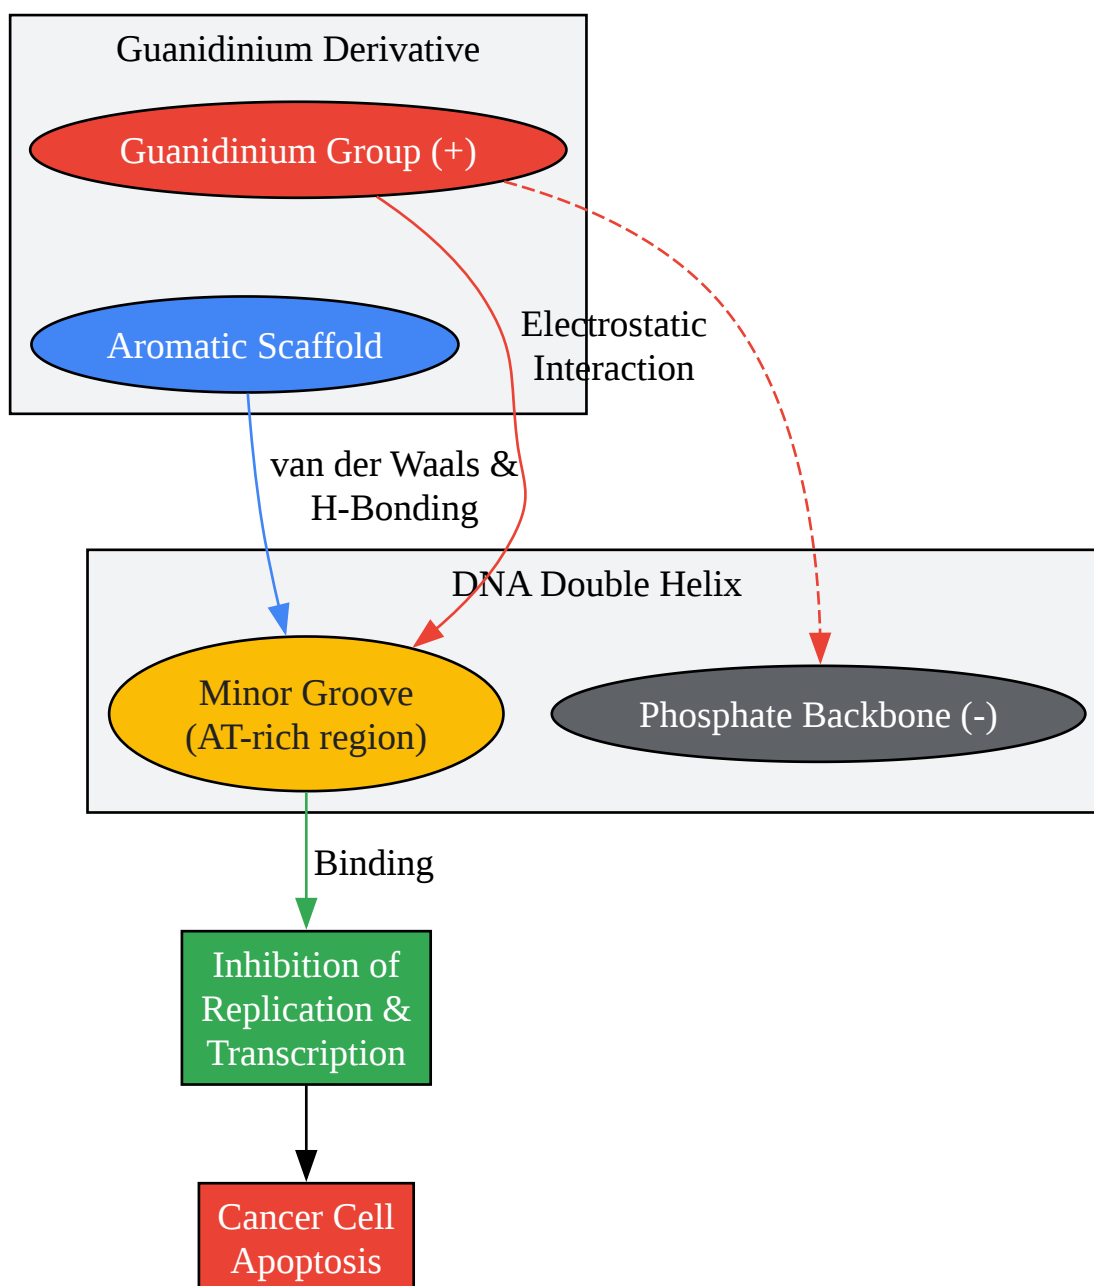 Guanidinium Derivative
Guanidinium Group (+)
Aromatic Scaffold
Electrostatic
Interaction
van der Waals &
H-Bonding
DNA Double Helix
Minor Groove
(AT-rich region)
Phosphate Backbone (-)
Binding
Inhibition of
Replication &
Transcription
Cancer Cell
Apoptosis